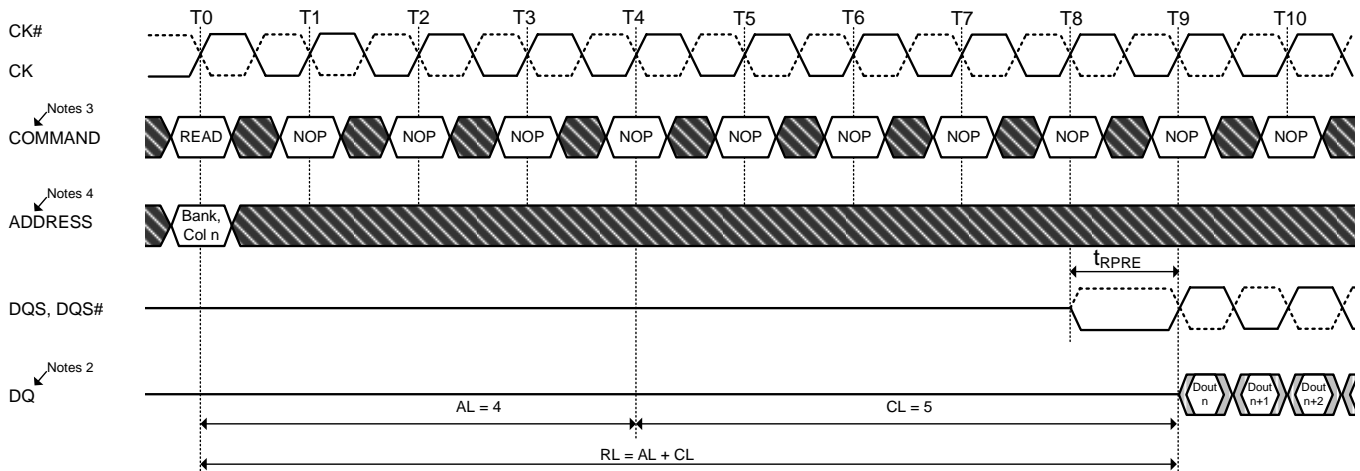 T0 T1 T2 T3 T4 T5 T6 T7 T8 T9 T10
CK#
CK
Notes 3
COMMAND
READ NOP NOP NOP NOP NOP NOP NOP NOP NOP NOP
Notes 4
ADDRESS
Bank,
Col n
tRPRE
DQS, DQS#
Notes 2
DQ
Dout
n
Dout
n+1
Dout
n+2
AL = 4
CL = 5
RL = AL + CL